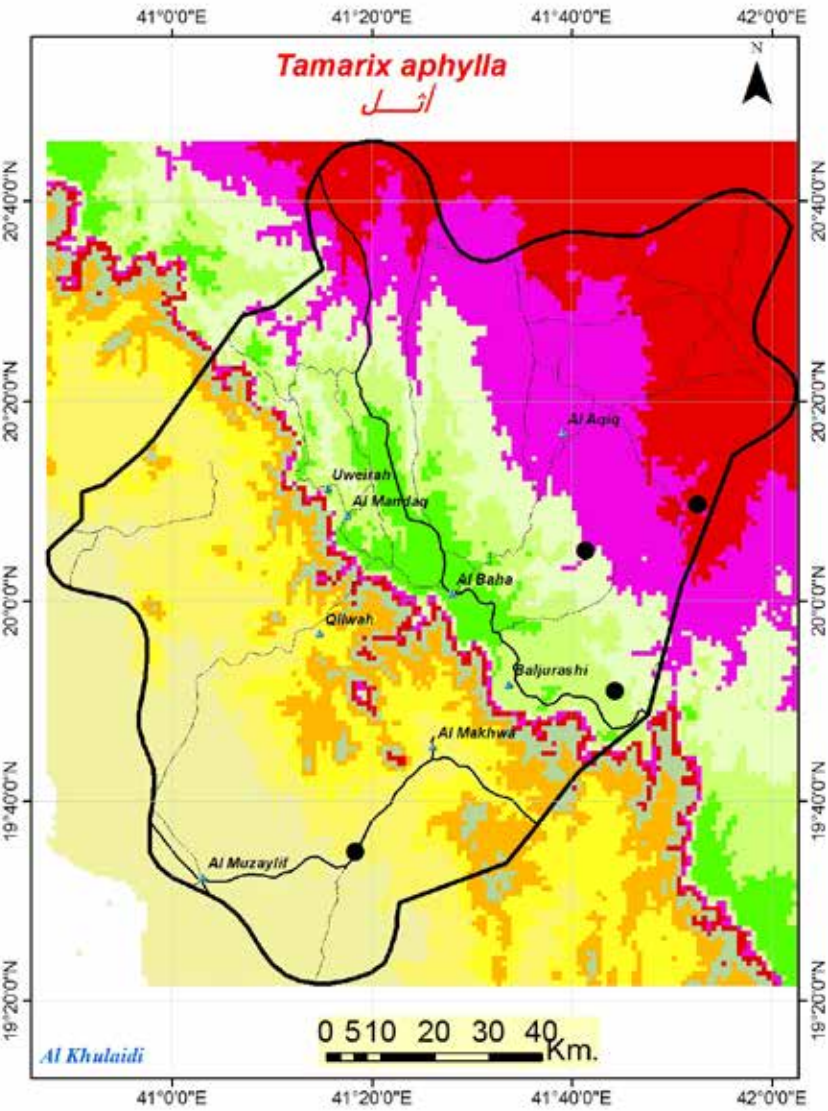 41°0'0"E 41°20'0"E 41°40'0"E 42°0'0"E
N
Tamarix aphylla
أثــل
20°40'0"N 20°40'0"N
20°20'0"N 20°20'0"N
Al Aqiq
Uweirah
Al Mandaq
Al Baha
20°0'0"N 20°0'0"N
Qilwah
Baljurashi
Al Makhwa
19°40'0"N 19°40'0"N
Al Muzaylif
19°20'0"N 19°20'0"N
0 5 10 20 30 40 Km.
Al Khulaidi
41°0'0"E 41°20'0"E 41°40'0"E 42°0'0"E